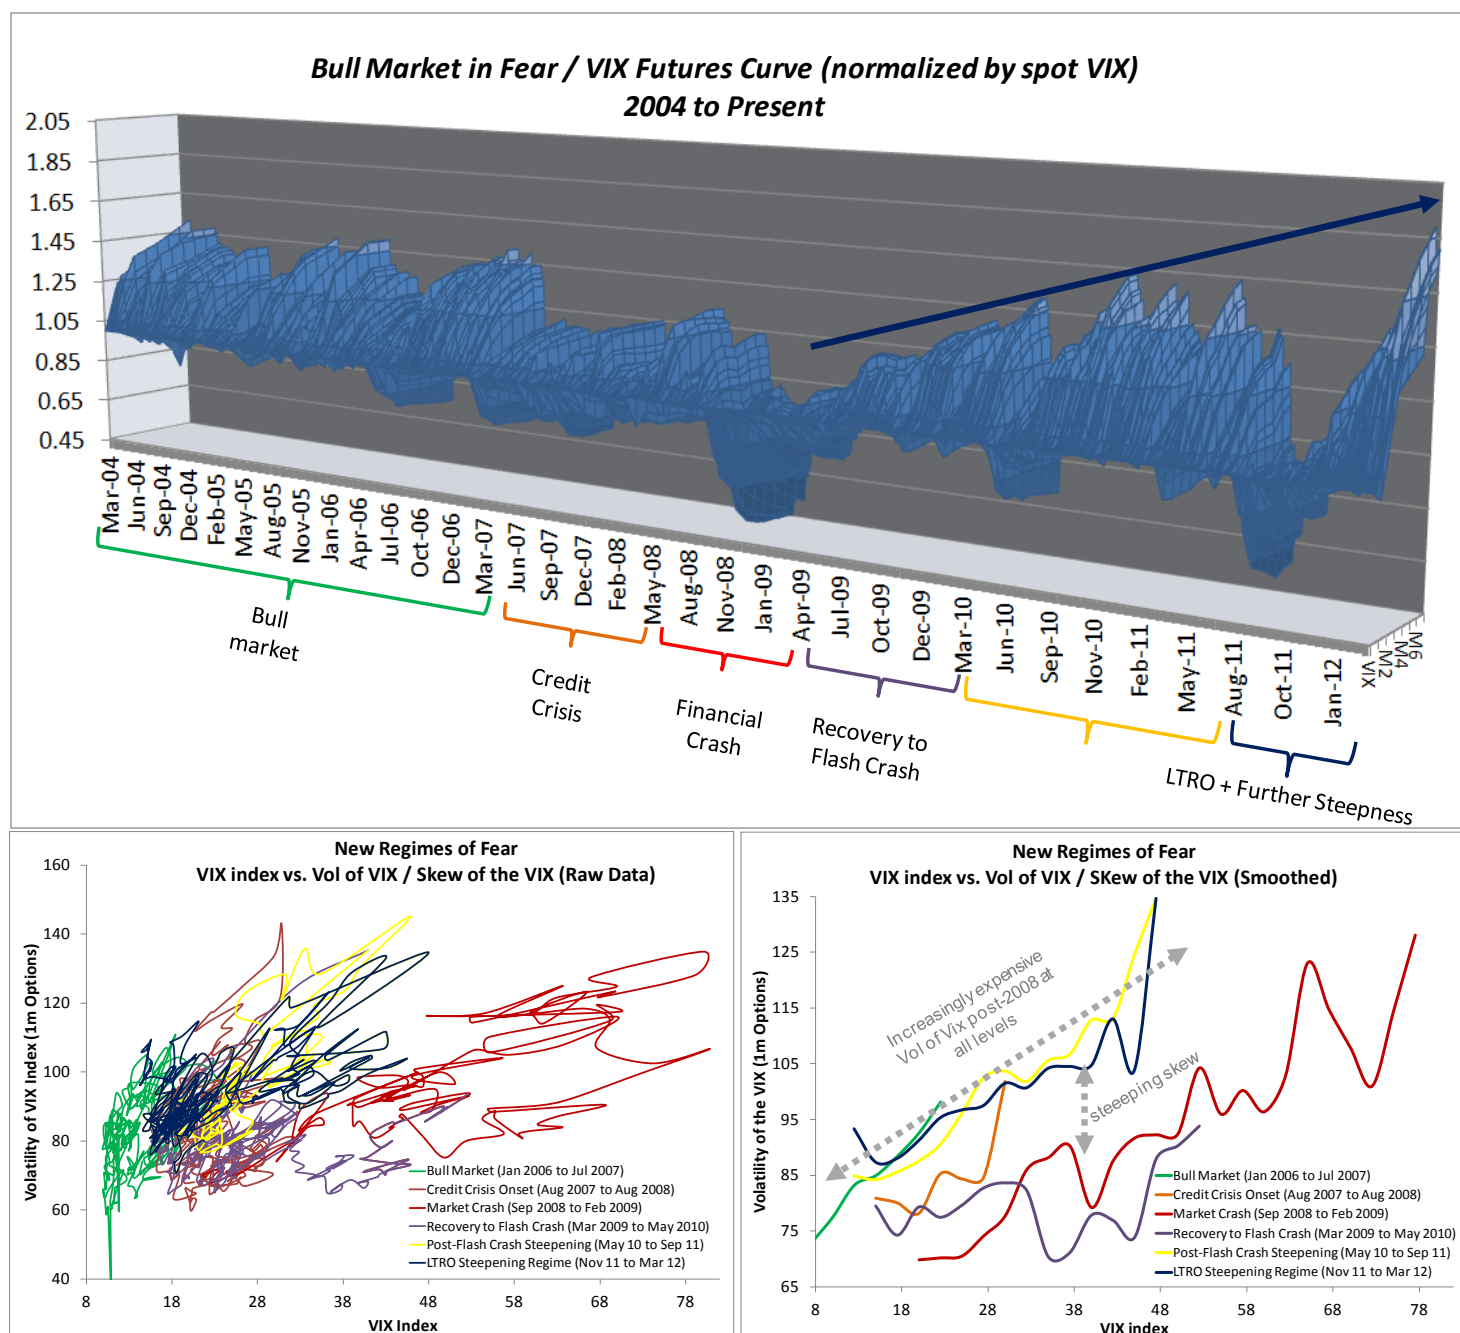 Bull Market in Fear / VIX Futures Curve (normalized by spot VIX)
2004 to Present
2.05
1.85
1.65
1.45
1.25
1.05
0.85
0.65
0.45
Mar-04
Jun-04
Sep-04
Dec-04
Feb-05
May-05
Aug-05
Nov-05
Jan-06
Apr-06
Jul-06
Oct-06
Dec-06
Mar-07
Jun-07
Sep-07
Dec-07
Feb-08
May-08
Aug-08
Nov-08
Jan-09
Apr-09
Jul-09
Oct-09
Dec-09
Mar-10
Jun-10
Sep-10
Nov-10
Feb-11
May-11
Aug-11
Oct-11
Jan-12
VIX
M2
M4
M6
Bull
market
Credit
Crisis
Financial
Crash
Recovery to
Flash Crash
LTRO + Further Steepness
New Regimes of Fear
VIX index vs. Vol of VIX / Skew of the VIX (Raw Data)
Volatility of VIX Index (1m Options)
160
140
120
100
80
60
40
8
18
28
38
48
58
68
78
VIX Index
Bull Market (Jan 2006 to Jul 2007)
Credit Crisis Onset (Aug 2007 to Aug 2008)
Market Crash (Sep 2008 to Feb 2009)
Recovery to Flash Crash (Mar 2009 to May 2010)
Post-Flash Crash Steepening (May 10 to Sep 11)
LTRO Steepening Regime (Nov 11 to Mar 12)
New Regimes of Fear
VIX index vs. Vol of VIX / SKew of the VIX (Smoothed)
Volatility of the VIX (1m Options)
135
125
115
105
95
85
75
65
Increasingly expensive
Vol of Vix post-2008 at
all levels
steeeping skew
Bull Market (Jan 2006 to Jul 2007)
Credit Crisis Onset (Aug 2007 to Aug 2008)
Market Crash (Sep 2008 to Feb 2009)
Recovery to Flash Crash (Mar 2009 to May 2010)
Post-Flash Crash Steepening (May 10 to Sep 11)
LTRO Steepening Regime (Nov 11 to Mar 12)
8
18
28
38
48
58
68
78
VIX index